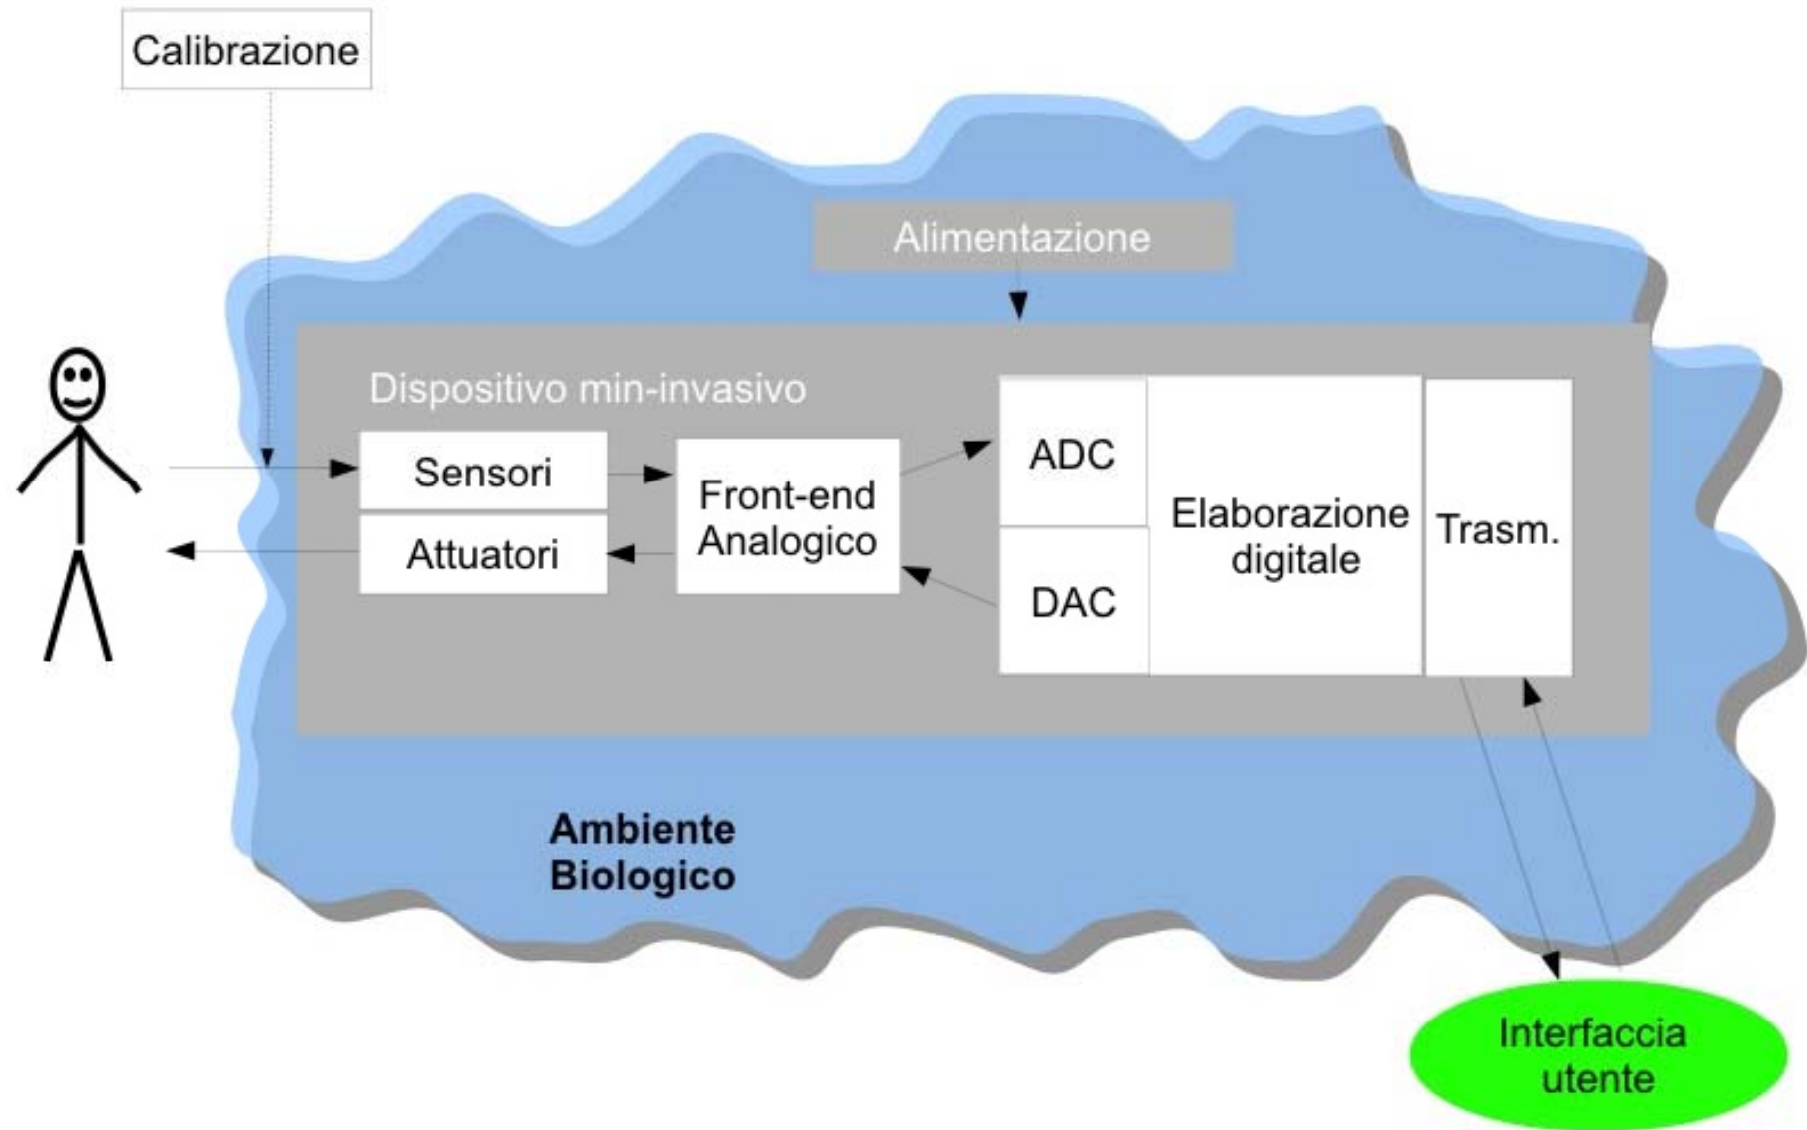 Calibrazione
Alimentazione
Dispositivo min-invasivo
Sensori
Attuatori
Front-end
Analogico
ADC
DAC
Elaborazione
digitale
Trasm.
Ambiente
Biologico
Interfaccia
utente